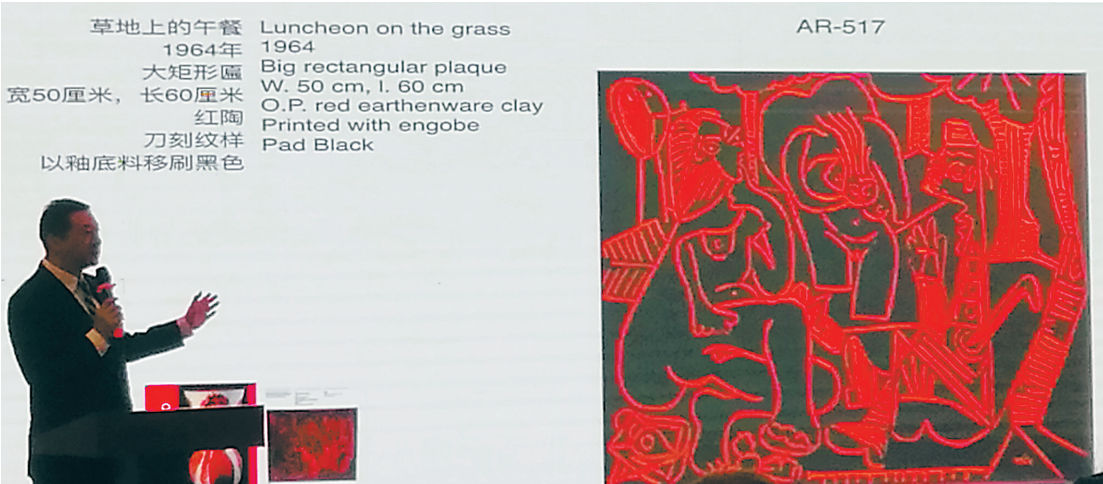 草地上的午餐
1964年
大矩形匾
宽50厘米，长60厘米
红陶
刀刻纹样
以釉底料移刷黑色
Luncheon on the grass
1964
Big rectangular plaque
W. 50 cm, l. 60 cm
O.P. red earthenware clay
Printed with engobe
Pad Black
AR-517